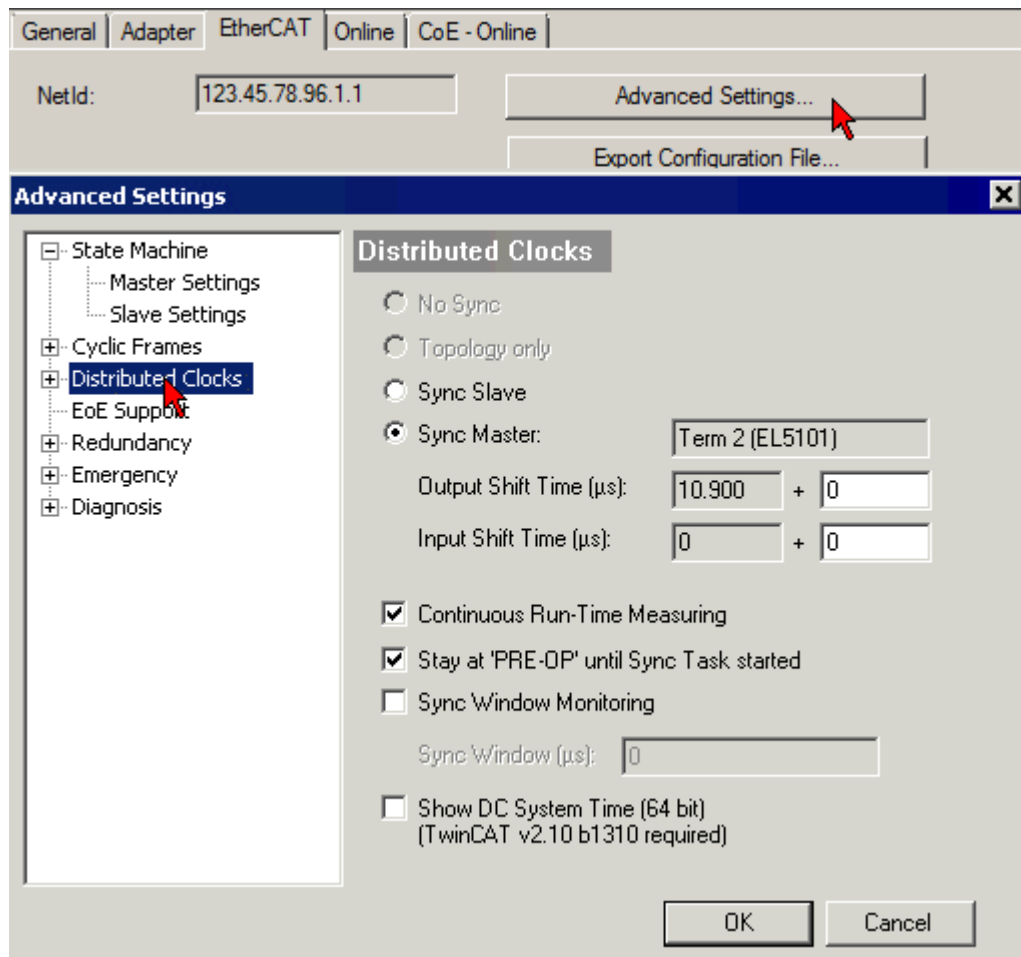 General Adapter EtherCAT Online CoE - Online
NetId: 123.45.78.96.1.1 Advanced Settings...
Export Configuration File...
Advanced Settings
State Machine
Master Settings
Slave Settings
Cyclic Frames
Distributed Clocks
EoE Support
Redundancy
Emergency
Diagnosis
Distributed Clocks
No Sync
Topology only
Sync Slave
Sync Master: Term 2 (EL5101)
Output Shift Time (µs): 10.900 + 0
Input Shift Time (µs): 0 + 0
Continuous Run-Time Measuring
Stay at 'PRE-OP' until Sync Task started
Sync Window Monitoring
Sync Window (µs): 0
Show DC System Time (64 bit)
(TwinCAT v2.10 b1310 required)
OK Cancel